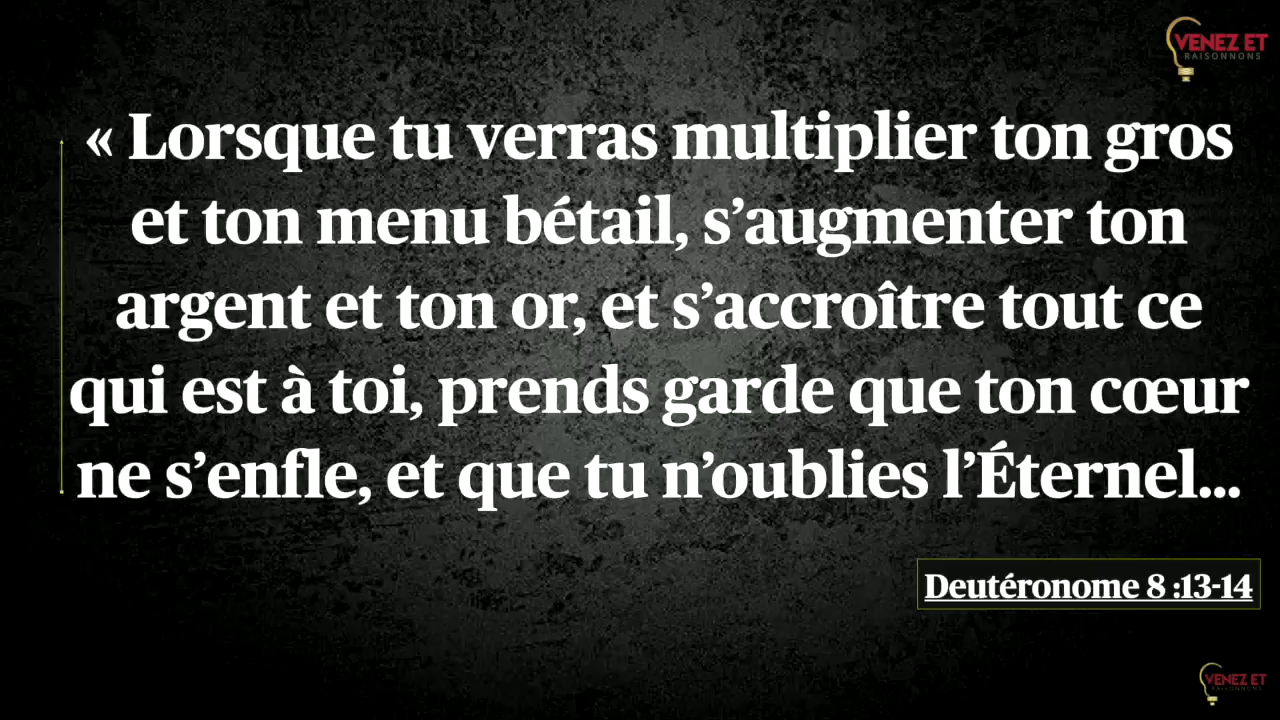 VENEZ ET
RAISONNONS
« Lorsque tu verras multiplier ton gros
et ton menu bétail, s’augmenter ton
argent et ton or, et s’accroître tout ce
qui est à toi, prends garde que ton cœur
ne s’enfle, et que tu n’oublies l’Éternel...
Deutéronome 8 :13-14
VENEZ ET
RAISONNONS